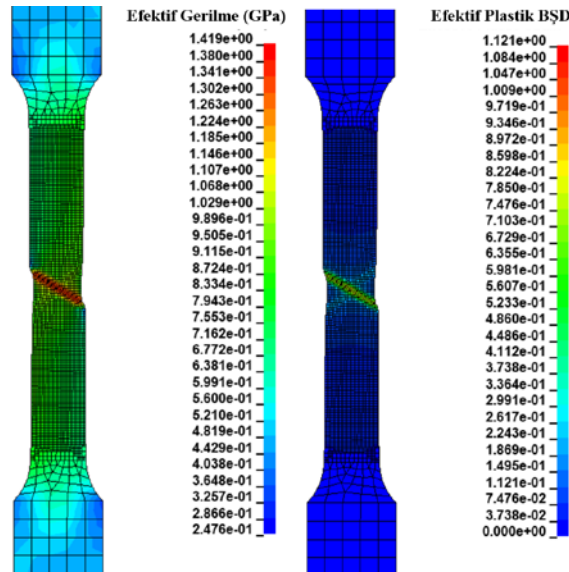 Efektif Gerilme (GPa)
1.419e+00
1.380e+00
1.341e+00
1.302e+00
1.263e+00
1.224e+00
1.185e+00
1.146e+00
1.107e+00
1.068e+00
1.029e+00
9.896e-01
9.505e-01
9.115e-01
8.724e-01
8.334e-01
7.943e-01
7.553e-01
7.162e-01
6.772e-01
6.381e-01
5.991e-01
5.600e-01
5.210e-01
4.819e-01
4.429e-01
4.038e-01
3.648e-01
3.257e-01
2.866e-01
2.476e-01
Efektif Plastik BŞD
1.121e+00
1.084e+00
1.047e+00
1.009e+00
9.719e-01
9.346e-01
8.972e-01
8.598e-01
8.224e-01
7.850e-01
7.476e-01
7.103e-01
6.729e-01
6.355e-01
5.981e-01
5.607e-01
5.233e-01
4.860e-01
4.486e-01
4.112e-01
3.738e-01
3.364e-01
2.991e-01
2.617e-01
2.243e-01
1.869e-01
1.495e-01
1.121e-01
7.476e-02
3.738e-02
0.000e+00